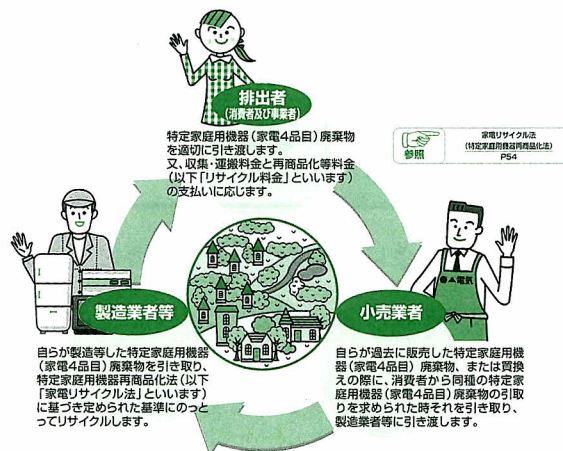 排出者
(消費者及び事業者)
特定家庭用機器(家電4品目)廃棄物
を適切に引き渡します。
又、収集・運搬料金と再商品化等料金
(以下「リサイクル料金」といいます)
の支払いに応じます。
参照
家電リサイクル法
(特定家庭用機器再商品化法)
P54
製造業者等
自らが製造等した特定家庭用機器
(家電4品目)廃棄物を引き取り、
特定家庭用機器再商品化法(以下
「家電リサイクル法」といいます)
に基づき定められた基準にのっと
ってリサイクルします。
●▲電気
小売業者
自らが過去に販売した特定家庭用機
器(家電4品目)廃棄物、または買換
えの際に、消費者から同種の特定家
庭用機器(家電4品目)廃棄物の引取
りを求められた時それを引き取り、
製造業者等に引き渡します。